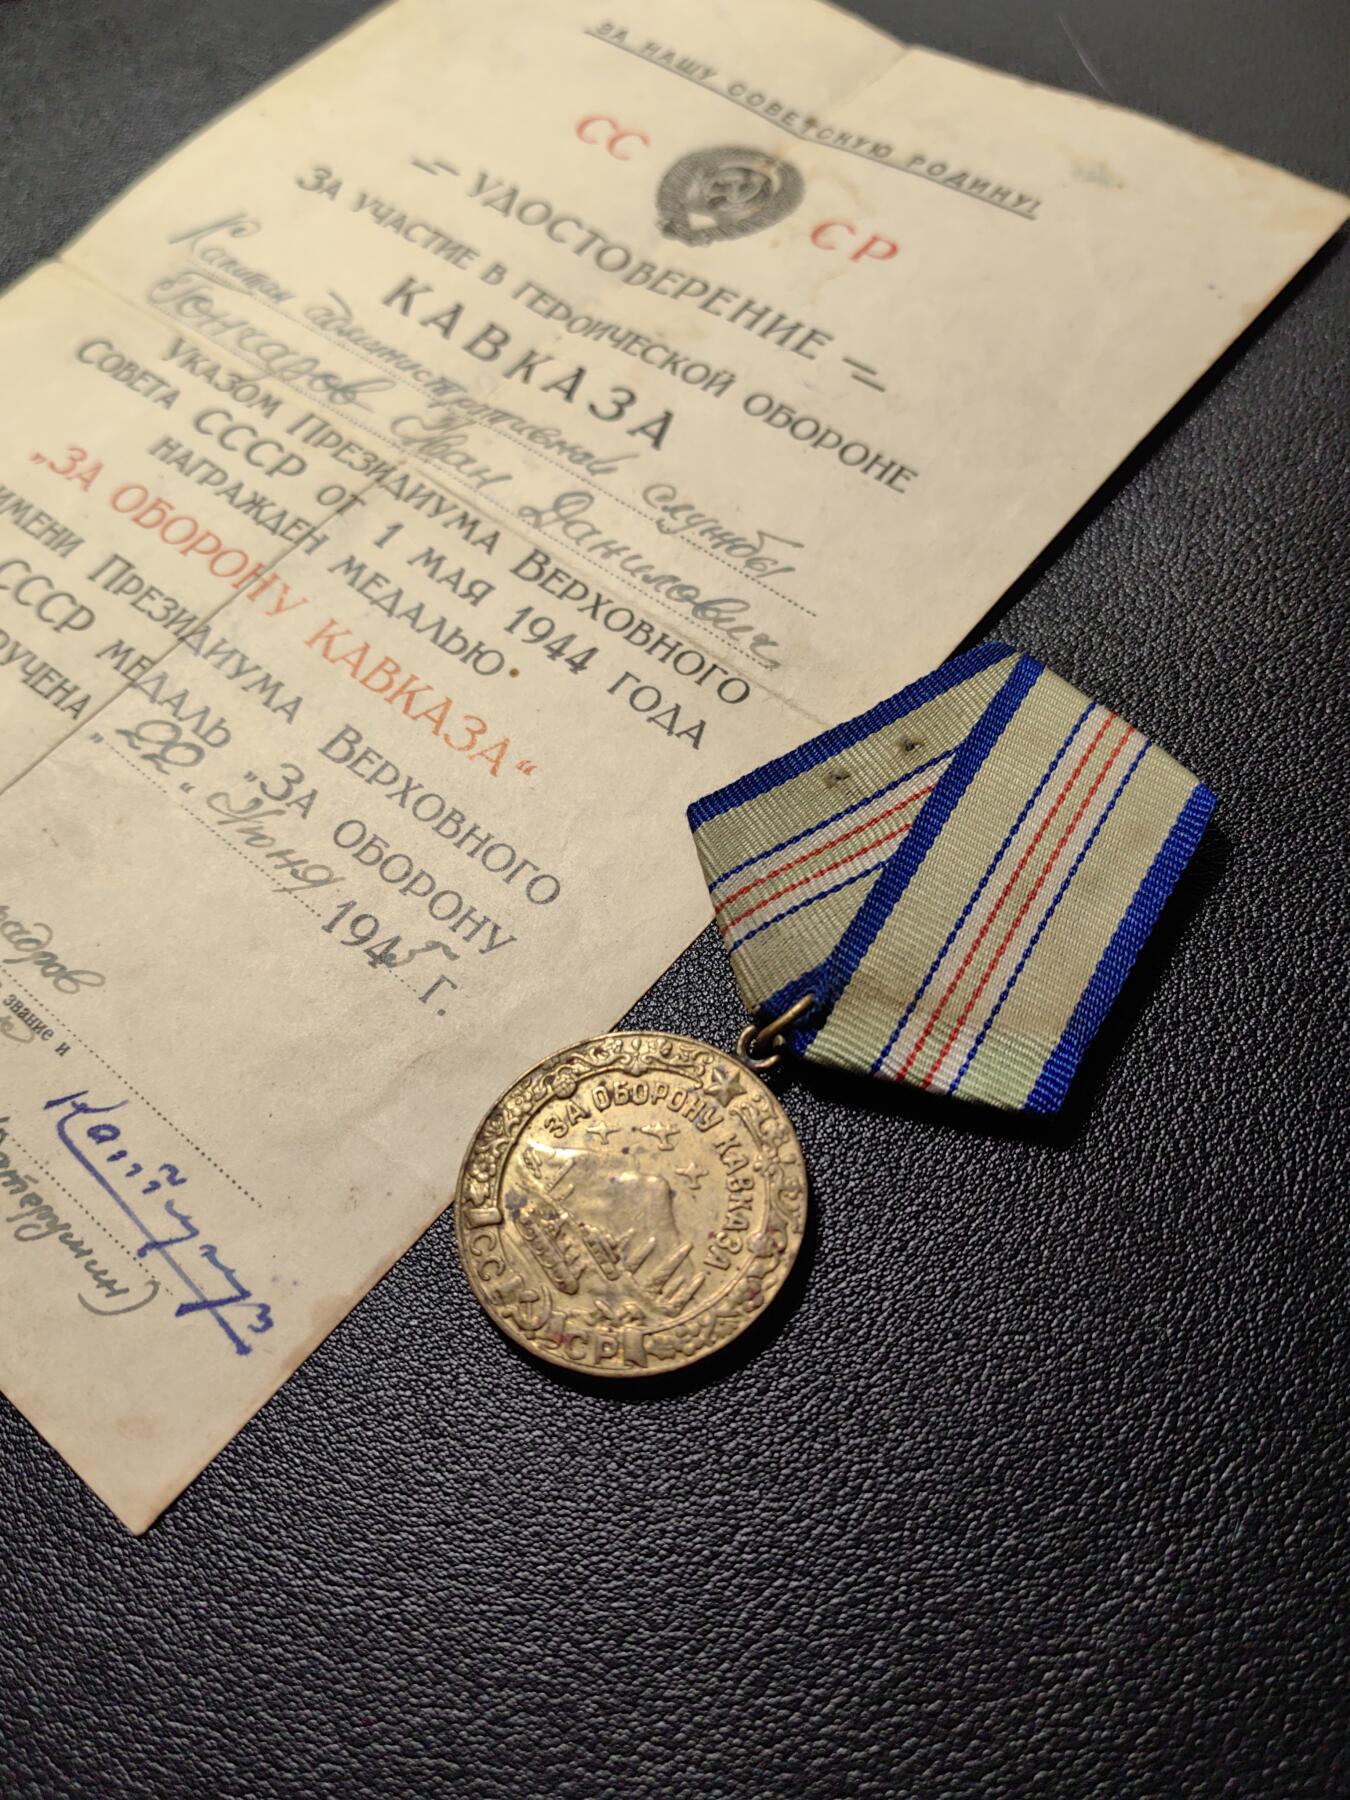 ЗА НАШУ СОВЕТСКУЮ РОДИНУ!
СС СР
УДОСТОВЕРЕНИЕ
ЗА УЧАСТИЕ В ГЕРОИЧЕСКОЙ ОБОРОНЕ
КАВКАЗА
Капитан административной службы
Гончаров Иван Данилович
УКАЗОМ ПРЕЗИДИУМА ВЕРХОВНОГО
СОВЕТА СССР ОТ 1 МАЯ 1944 ГОДА
НАГРАЖДЕН МЕДАЛЬЮ
„ЗА ОБОРОНУ КАВКАЗА“
ИМЕНИ ПРЕЗИДИУМА ВЕРХОВНОГО
СССР МЕДАЛЬ „ЗА ОБОРОНУ
РУЧЕНА „22“ Июня 1945 Г.
звание и
ЗА ОБОРОНУ КАВКАЗА
СССР